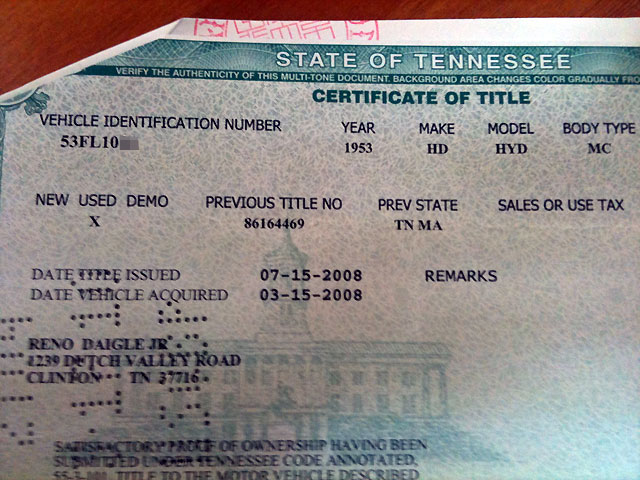 STATE OF TENNESSEE
VERIFY THE AUTHENTICITY OF THIS MULTI-TONE DOCUMENT. BACKGROUND AREA CHANGES COLOR GRADUALLY
CERTIFICATE OF TITLE
VEHICLE IDENTIFICATION NUMBER YEAR MAKE MODEL BODY TYPE
53FL10 1953 HD HYD MC
NEW USED DEMO PREVIOUS TITLE NO PREV STATE SALES OR USE TAX
X 86164469 TN MA
DATE TITLE ISSUED 07-15-2008 REMARKS
DATE VEHICLE ACQUIRED 03-15-2008
RENO DAIGLE JR
1239 DUTCH VALLEY ROAD
CLINTON TN 37716
SATISFACTORY PROOF OF OWNERSHIP HAVING BEEN
SUBMITTED UNDER TENNESSEE CODE ANNOTATED,
TITLE TO THE MOTOR VEHICLE DESCRIBED